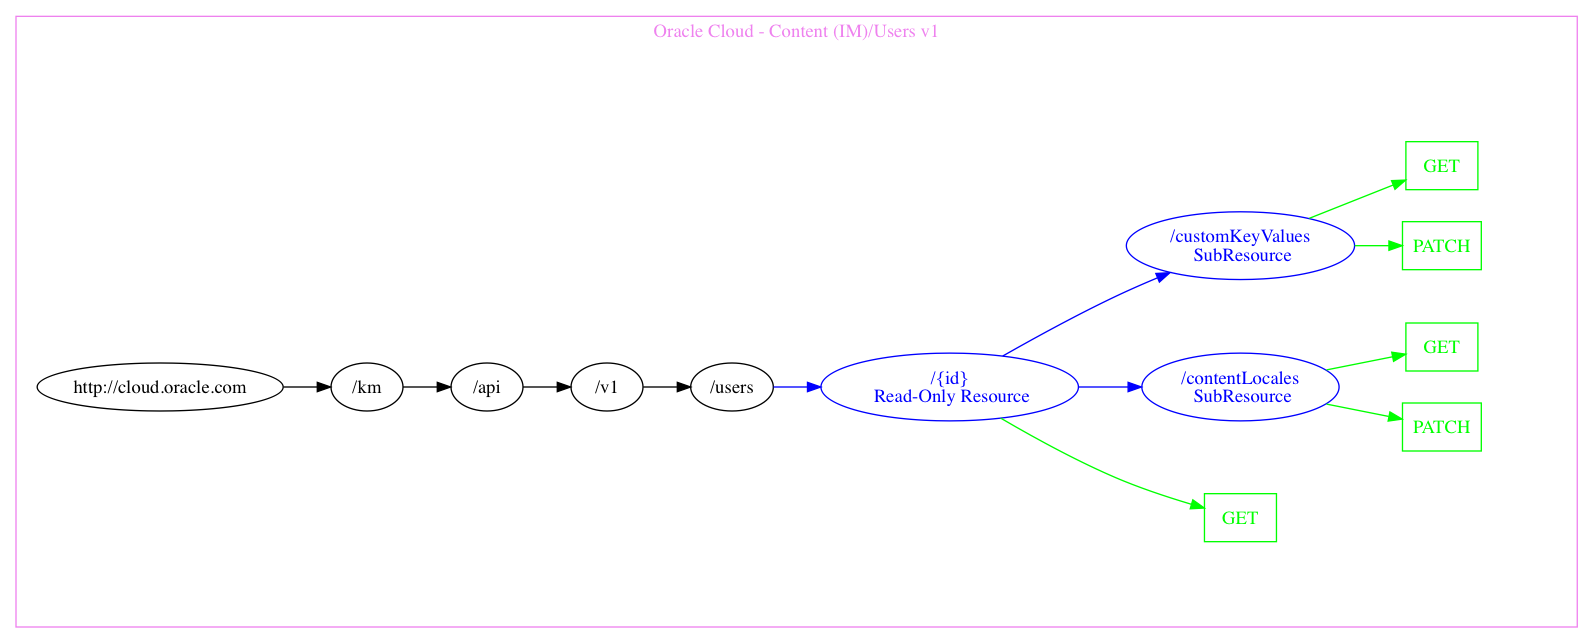 Oracle Cloud - Content (IM)/Users v1
GET
/customKeyValues
SubResource
PATCH
GET
http://cloud.oracle.com
/km
/api
/v1
/users
/{id}
Read-Only Resource
/contentLocales
SubResource
PATCH
GET